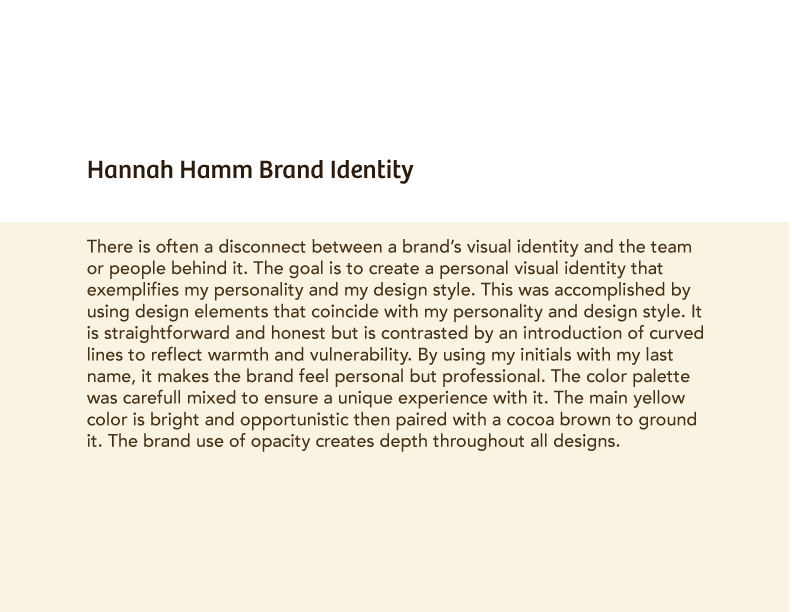 Hannah Hamm Brand Identity
There is often a disconnect between a brand’s visual identity and the team
or people behind it. The goal is to create a personal visual identity that
exemplifies my personality and my design style. This was accomplished by
using design elements that coincide with my personality and design style. It
is straightforward and honest but is contrasted by an introduction of curved
lines to reflect warmth and vulnerability. By using my initials with my last
name, it makes the brand feel personal but professional. The color palette
was carefull mixed to ensure a unique experience with it. The main yellow
color is bright and opportunistic then paired with a cocoa brown to ground
it. The brand use of opacity creates depth throughout all designs.